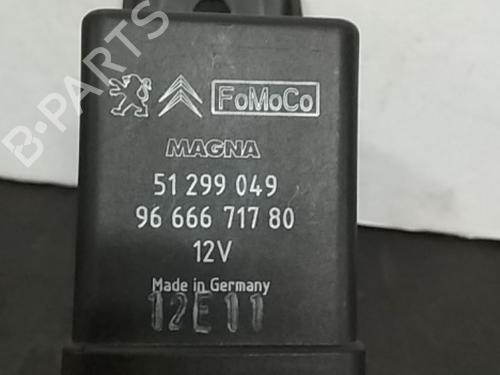 B-PARTS
FoMoCo
MAGNA
51 299 049
96 666 717 80
12V
Made in Germany
12E11